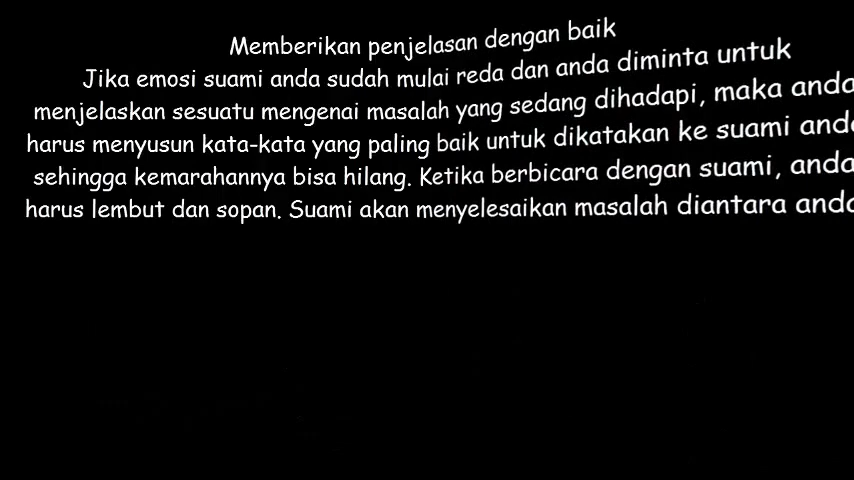 Memberikan penjelasan dengan baik
Jika emosi suami anda sudah mulai reda dan anda diminta untuk
menjelaskan sesuatu mengenai masalah yang sedang dihadapi, maka anda
harus menyusun kata-kata yang paling baik untuk dikatakan ke suami anda
sehingga kemarahannya bisa hilang. Ketika berbicara dengan suami, anda
harus lembut dan sopan. Suami akan menyelesaikan masalah diantara anda